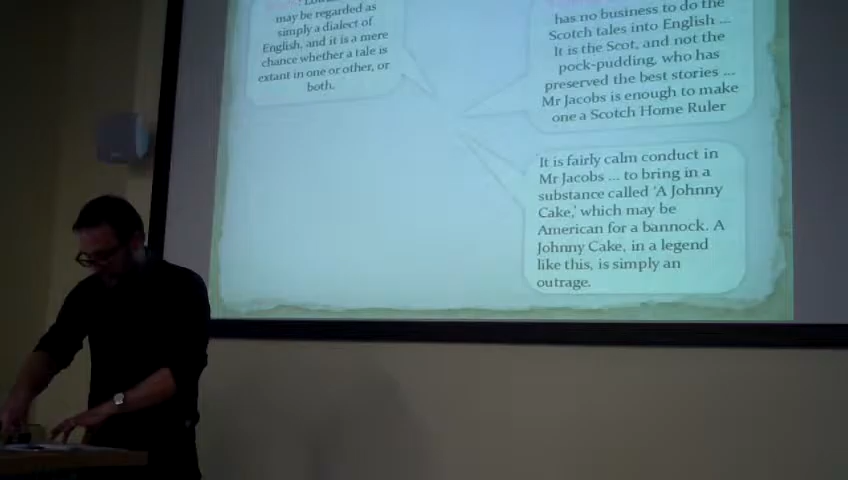 may be regarded as
simply a dialect of
English, and it is a mere
chance whether a tale is
extant in one or other, or
both.
has no business to do the
Scotch tales into English ...
It is the Scot, and not the
pock-pudding, who has
preserved the best stories ...
Mr Jacobs is enough to make
one a Scotch Home Ruler
It is fairly calm conduct in
Mr Jacobs ... to bring in a
substance called ‘A Johnny
Cake,’ which may be
American for a bannock. A
Johnny Cake, in a legend
like this, is simply an
outrage.